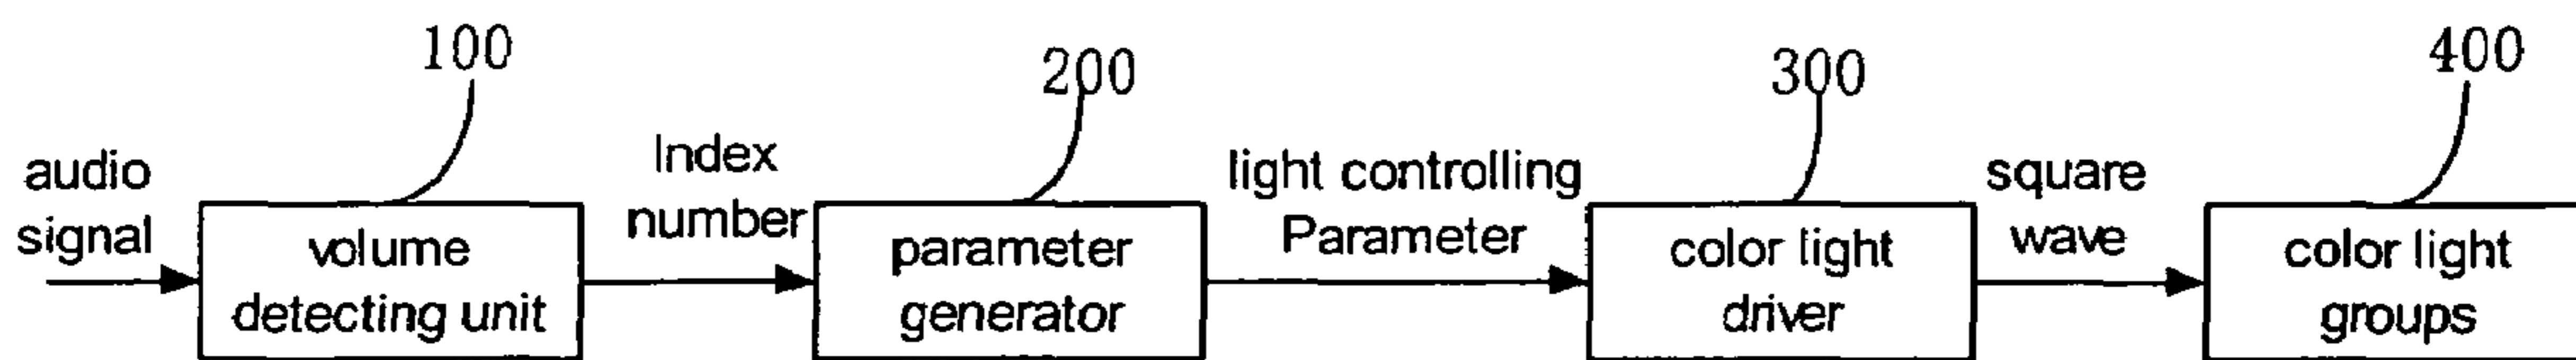 100
200
300
400
audio
signal
Index
number
light controlling
Parameter
square
wave
volume
detecting unit
parameter
generator
color light
driver
color light
groups